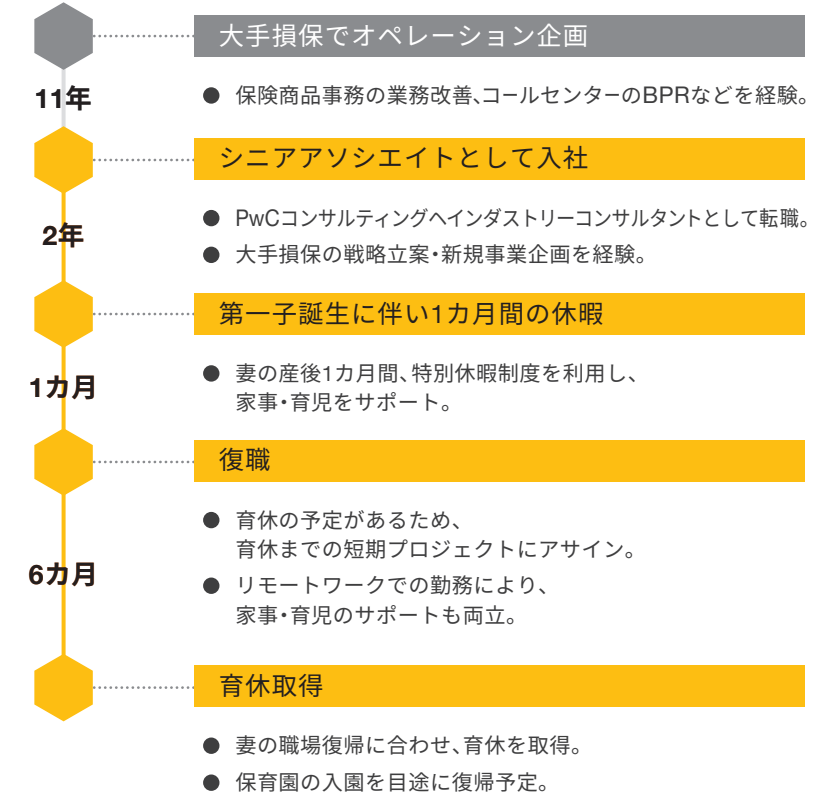 大手損保でオペレーション企画
11年
● 保険商品事務の業務改善、コールセンターのBPRなどを経験。
シニアアソシエイトとして入社
2年
● PwCコンサルティングへインダストリーコンサルタントとして転職。
● 大手損保の戦略立案・新規事業企画を経験。
第一子誕生に伴い1カ月間の休暇
1カ月
● 妻の産後1カ月間、特別休暇制度を利用し、
家事・育児をサポート。
復職
6カ月
● 育休の予定があるため、
育休までの短期プロジェクトにアサイン。
● リモートワークでの勤務により、
家事・育児のサポートも両立。
育休取得
● 妻の職場復帰に合わせ、育休を取得。
● 保育園の入園を目途に復帰予定。